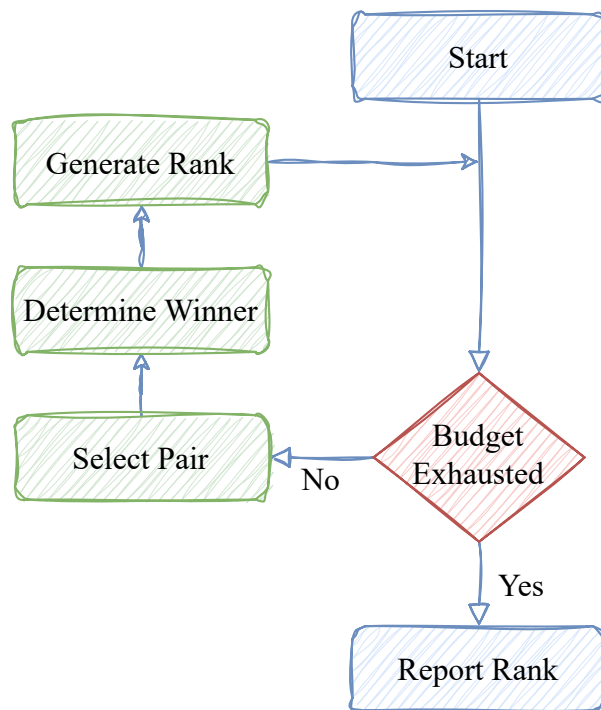 Start
Generate Rank
Determine Winner
Select Pair
No
Budget
Exhausted
Yes
Report Rank